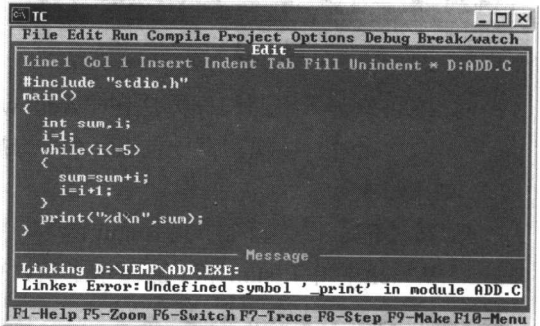 TC
File Edit Run Compile Project Options Debug Break/watch
Edit
Line 1 Col 1 Insert Indent Tab Fill Unindent * D:ADD.C
#include "stdio.h"
main()
{
int sum,i;
i=1;
while(i<=5)
{
sum=sum+i;
i=i+1;
}
print("%d\n",sum);
}
Message
Linking D:\TEMP\ADD.EXE:
Linker Error: Undefined symbol '_print' in module ADD.C
F1-Help F5-Zoom F6-Switch F7-Trace F8-Step F9-Make F10-Menu